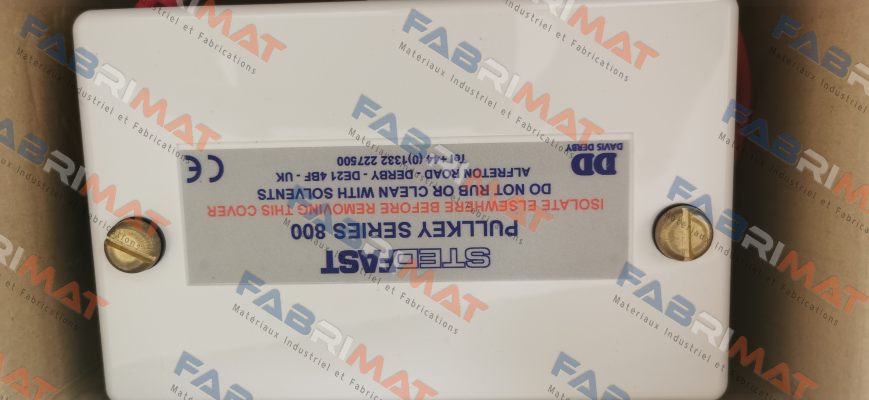 STEDFAST
PULLKEY SERIES 800
ISOLATE ELSEWHERE BEFORE REMOVING THIS COVER
DO NOT RUB OR CLEAN WITH SOLVENTS
DD
DAVIS DERBY
ALFRETON ROAD - DERBY - DE21 4BF - UK
Tel +44 (0)1332 227500
CE
FABRIMAT
Matériaux Industriel et Fabrications